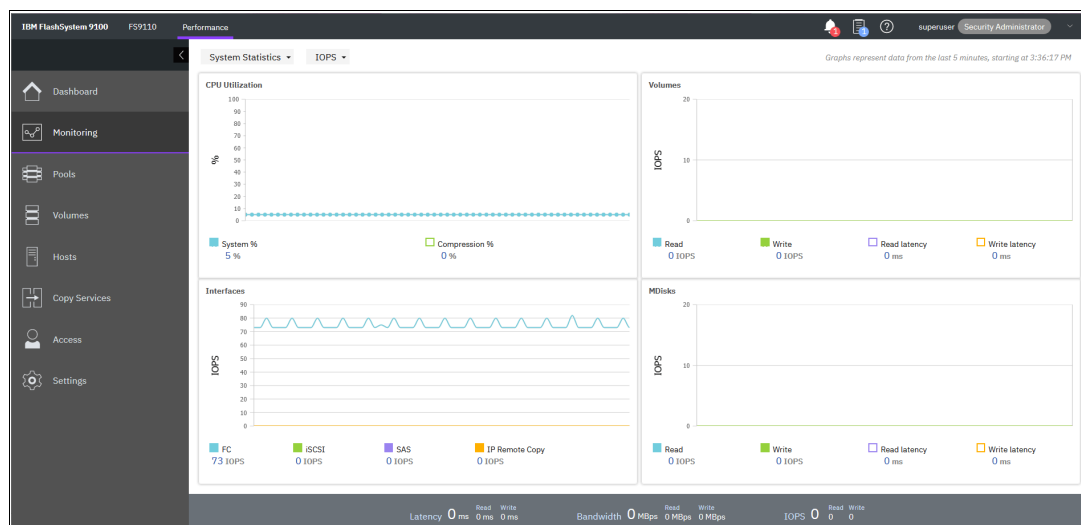 IBM FlashSystem 9100 FS9110 Performance superuser Security Administrator
1 1
System Statistics IOPS Graphs represent data from the last 5 minutes, starting at 3:36:17 PM
Dashboard
Monitoring
Pools
Volumes
Hosts
Copy Services
Access
Settings
CPU Utilization
100
90
80
70
60
50
40
30
20
10
0
%
System % Compression %
5 % 0 %
Volumes
20
10
0
IOPS
Read Write Read latency Write latency
0 IOPS 0 IOPS 0 ms 0 ms
Interfaces
90
80
70
60
50
40
30
20
10
0
IOPS
FC iSCSI SAS IP Remote Copy
73 IOPS 0 IOPS 0 IOPS 0 IOPS
MDisks
20
10
0
IOPS
Read Write Read latency Write latency
0 IOPS 0 IOPS 0 ms 0 ms
Read Write Read Write Read Write
Latency 0 ms 0 ms 0 ms Bandwidth 0 MBps 0 MBps 0 MBps IOPS 0 0 0